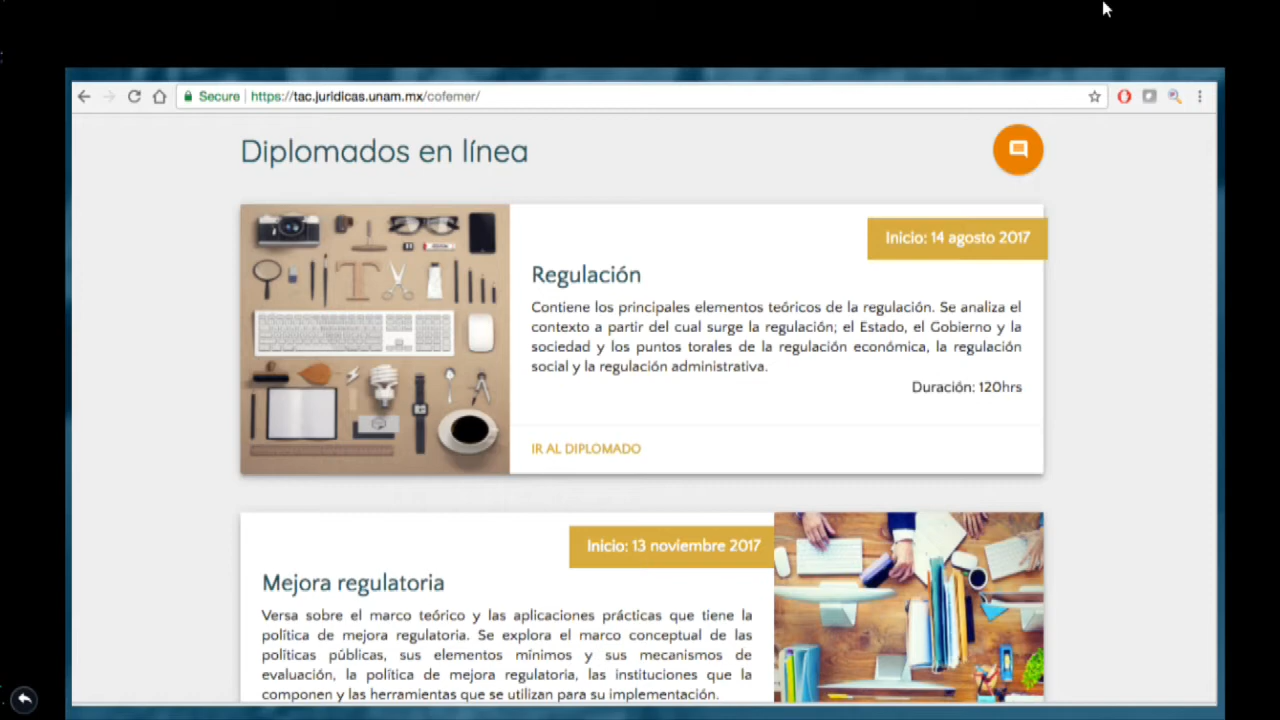 Secure https://tac.juridicas.unam.mx/cofemer/
Diplomados en línea
Inicio: 14 agosto 2017
Regulación
Contiene los principales elementos teóricos de la regulación. Se analiza el
contexto a partir del cual surge la regulación; el Estado, el Gobierno y la
sociedad y los puntos torales de la regulación económica, la regulación
social y la regulación administrativa.
Duración: 120hrs
IR AL DIPLOMADO
Inicio: 13 noviembre 2017
Mejora regulatoria
Versa sobre el marco teórico y las aplicaciones prácticas que tiene la
política de mejora regulatoria. Se explora el marco conceptual de las
políticas públicas, sus elementos mínimos y sus mecanismos de
evaluación, la política de mejora regulatoria, las instituciones que la
componen y las herramientas que se utilizan para su implementación.